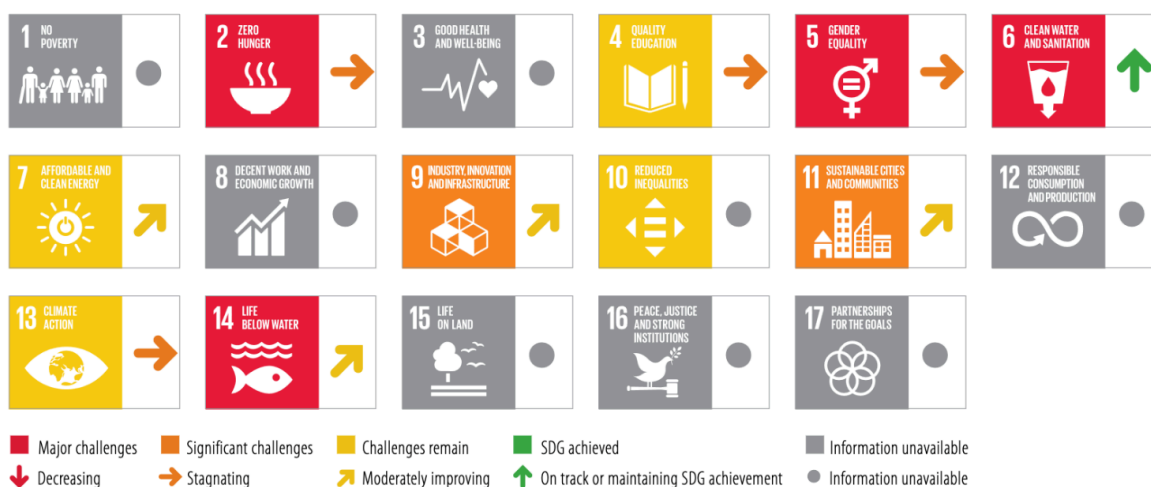 1 NO
POVERTY
2 ZERO
HUNGER
3 GOOD HEALTH
AND WELL-BEING
4 QUALITY
EDUCATION
5 GENDER
EQUALITY
6 CLEAN WATER
AND SANITATION
7 AFFORDABLE AND
CLEAN ENERGY
8 DECENT WORK AND
ECONOMIC GROWTH
9 INDUSTRY, INNOVATION
AND INFRASTRUCTURE
10 REDUCED
INEQUALITIES
11 SUSTAINABLE CITIES
AND COMMUNITIES
12 RESPONSIBLE
CONSUMPTION
AND PRODUCTION
13 CLIMATE
ACTION
14 LIFE
BELOW WATER
15 LIFE
ON LAND
16 PEACE, JUSTICE
AND STRONG
INSTITUTIONS
17 PARTNERSHIPS
FOR THE GOALS
Major challenges
Significant challenges
Challenges remain
SDG achieved
Information unavailable
Decreasing
Stagnating
Moderately improving
On track or maintaining SDG achievement
Information unavailable